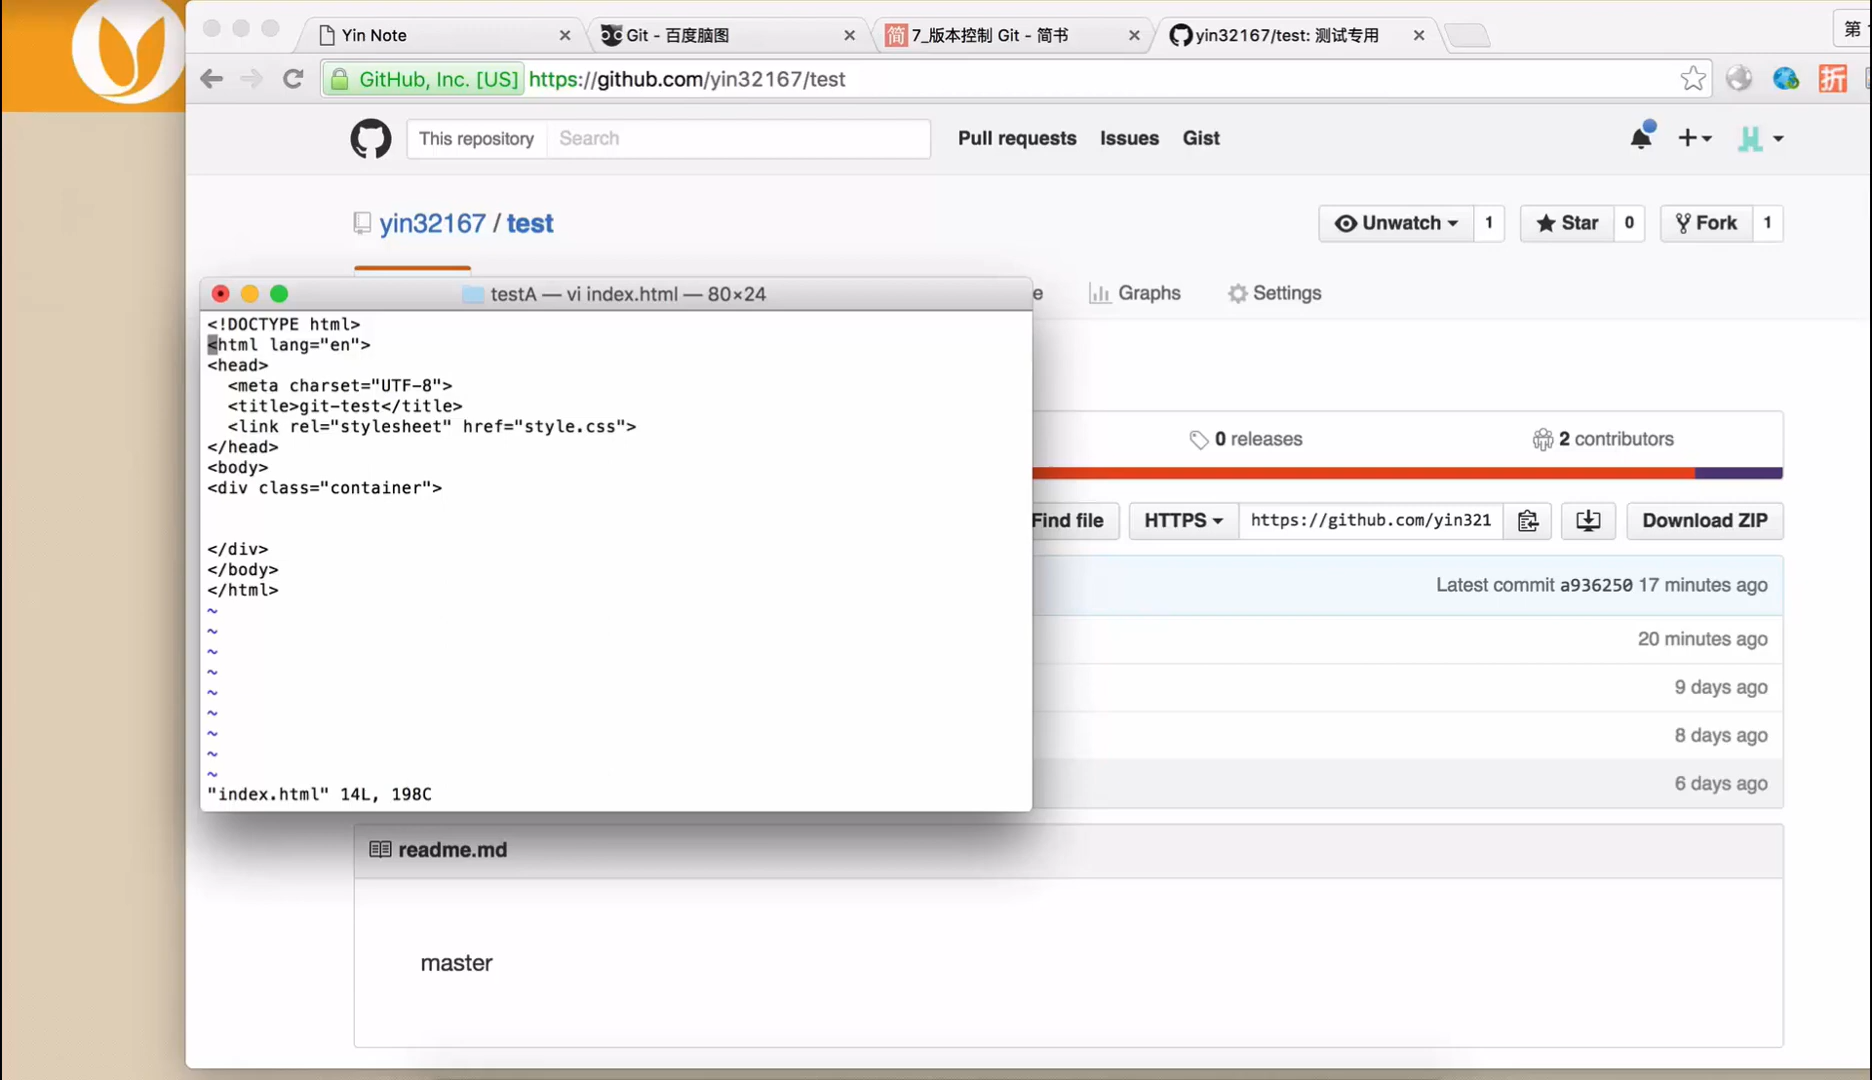 Yin Note
Git - 百度脑图
7_版本控制 Git - 简书
yin32167/test: 测试专用
第
GitHub, Inc. [US] https://github.com/yin32167/test
折
This repository Search
Pull requests Issues Gist
yin32167 / test
Unwatch 1 Star 0 Fork 1
testA — vi index.html — 80×24
e Graphs Settings
<!DOCTYPE html>
<html lang="en">
<head>
<meta charset="UTF-8">
<title>git-test</title>
<link rel="stylesheet" href="style.css">
</head>
<body>
<div class="container">
</div>
</body>
</html>
~
~
~
~
~
~
~
~
~
"index.html" 14L, 198C
0 releases 2 contributors
Find file HTTPS https://github.com/yin321 Download ZIP
Latest commit a936250 17 minutes ago
20 minutes ago
9 days ago
8 days ago
6 days ago
readme.md
master